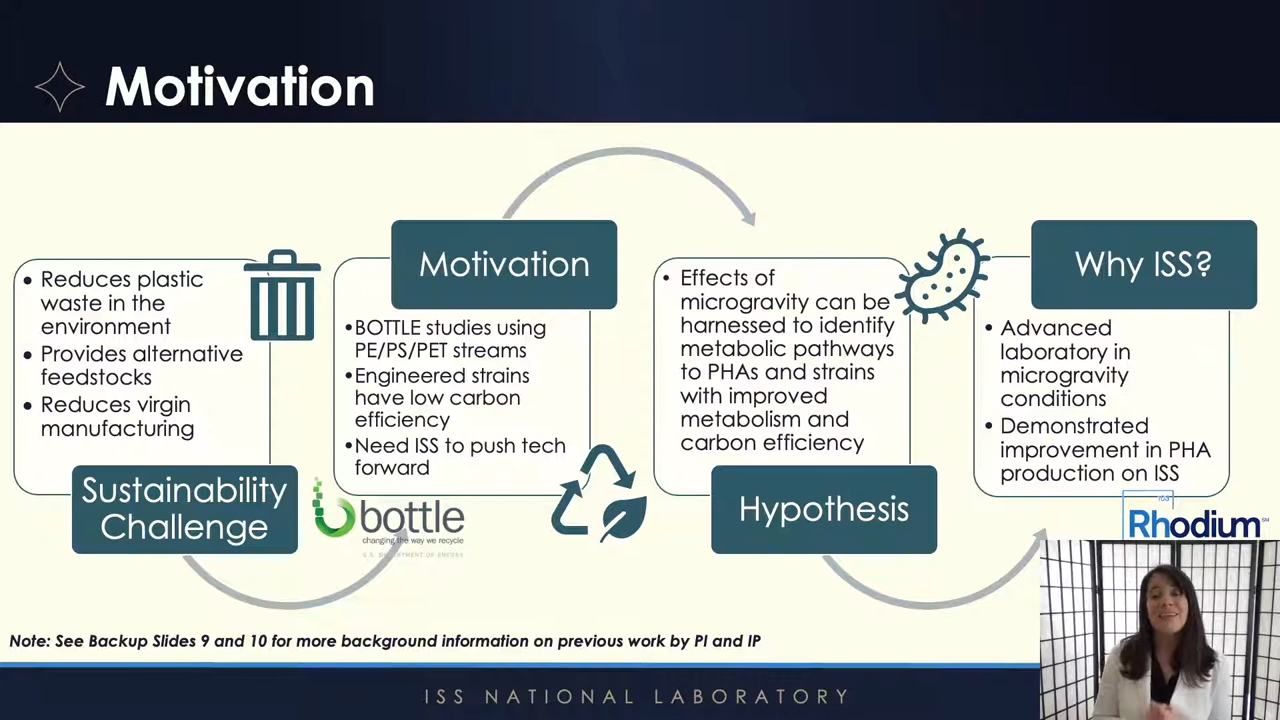 Motivation
• Reduces plastic
waste in the
environment
• Provides alternative
feedstocks
• Reduces virgin
manufacturing
Sustainability
Challenge
Motivation
•BOTTLE studies using
PE/PS/PET streams
•Engineered strains
have low carbon
efficiency
•Need ISS to push tech
forward
bottle
changing the way we recycle
U.S. DEPARTMENT OF ENERGY
• Effects of
microgravity can be
harnessed to identify
metabolic pathways
to PHAs and strains
with improved
metabolism and
carbon efficiency
Hypothesis
Why ISS?
• Advanced
laboratory in
microgravity
conditions
• Demonstrated
improvement in PHA
production on ISS
Rhodium
Note: See Backup Slides 9 and 10 for more background information on previous work by PI and IP
ISS NATIONAL LABORATORY